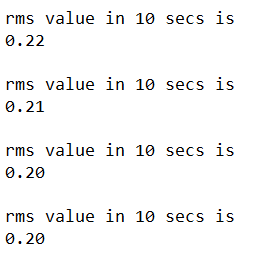 rms value in 10 secs is
0.22
rms value in 10 secs is
0.21
rms value in 10 secs is
0.20
rms value in 10 secs is
0.20